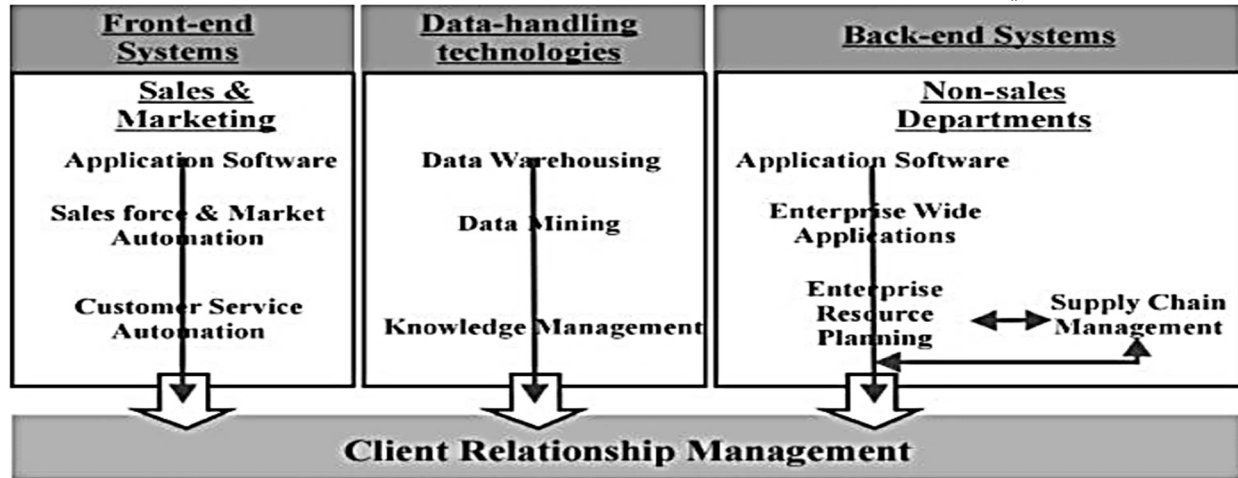 Front-end
Systems
Sales &
Marketing
Application Software
Sales force & Market
Automation
Customer Service
Automation
Data-handling
technologies
Data Warehousing
Data Mining
Knowledge Management
Back-end Systems
Non-sales
Departments
Application Software
Enterprise Wide
Applications
Enterprise
Resource
Planning
Supply Chain
Management
Client Relationship Management